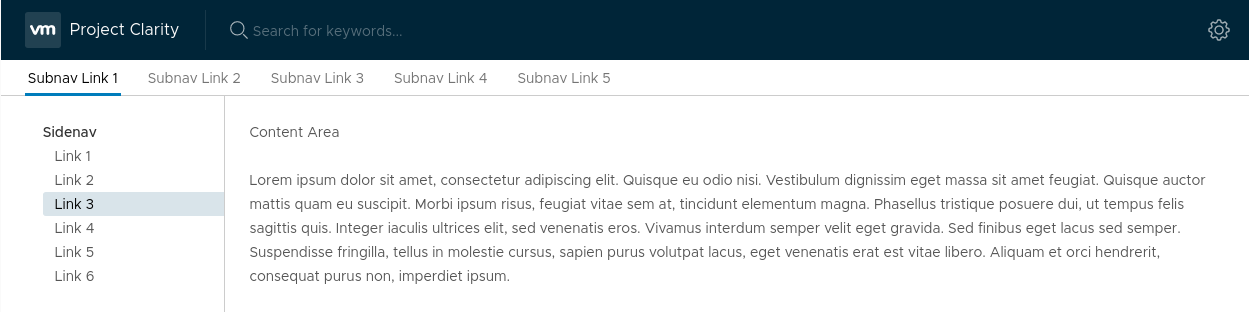 vm Project Clarity Search for keywords...
Subnav Link 1 Subnav Link 2 Subnav Link 3 Subnav Link 4 Subnav Link 5
Sidenav
Link 1
Link 2
Link 3
Link 4
Link 5
Link 6
Content Area
Lorem ipsum dolor sit amet, consectetur adipiscing elit. Quisque eu odio nisi. Vestibulum dignissim eget massa sit amet feugiat. Quisque auctor
mattis quam eu suscipit. Morbi ipsum risus, feugiat vitae sem at, tincidunt elementum magna. Phasellus tristique posuere dui, ut tempus felis
sagittis quis. Integer iaculis ultrices elit, sed venenatis eros. Vivamus interdum semper velit eget gravida. Sed finibus eget lacus sed semper.
Suspendisse fringilla, tellus in molestie cursus, sapien purus volutpat lacus, eget venenatis erat est vitae libero. Aliquam et orci hendrerit,
consequat purus non, imperdiet ipsum.